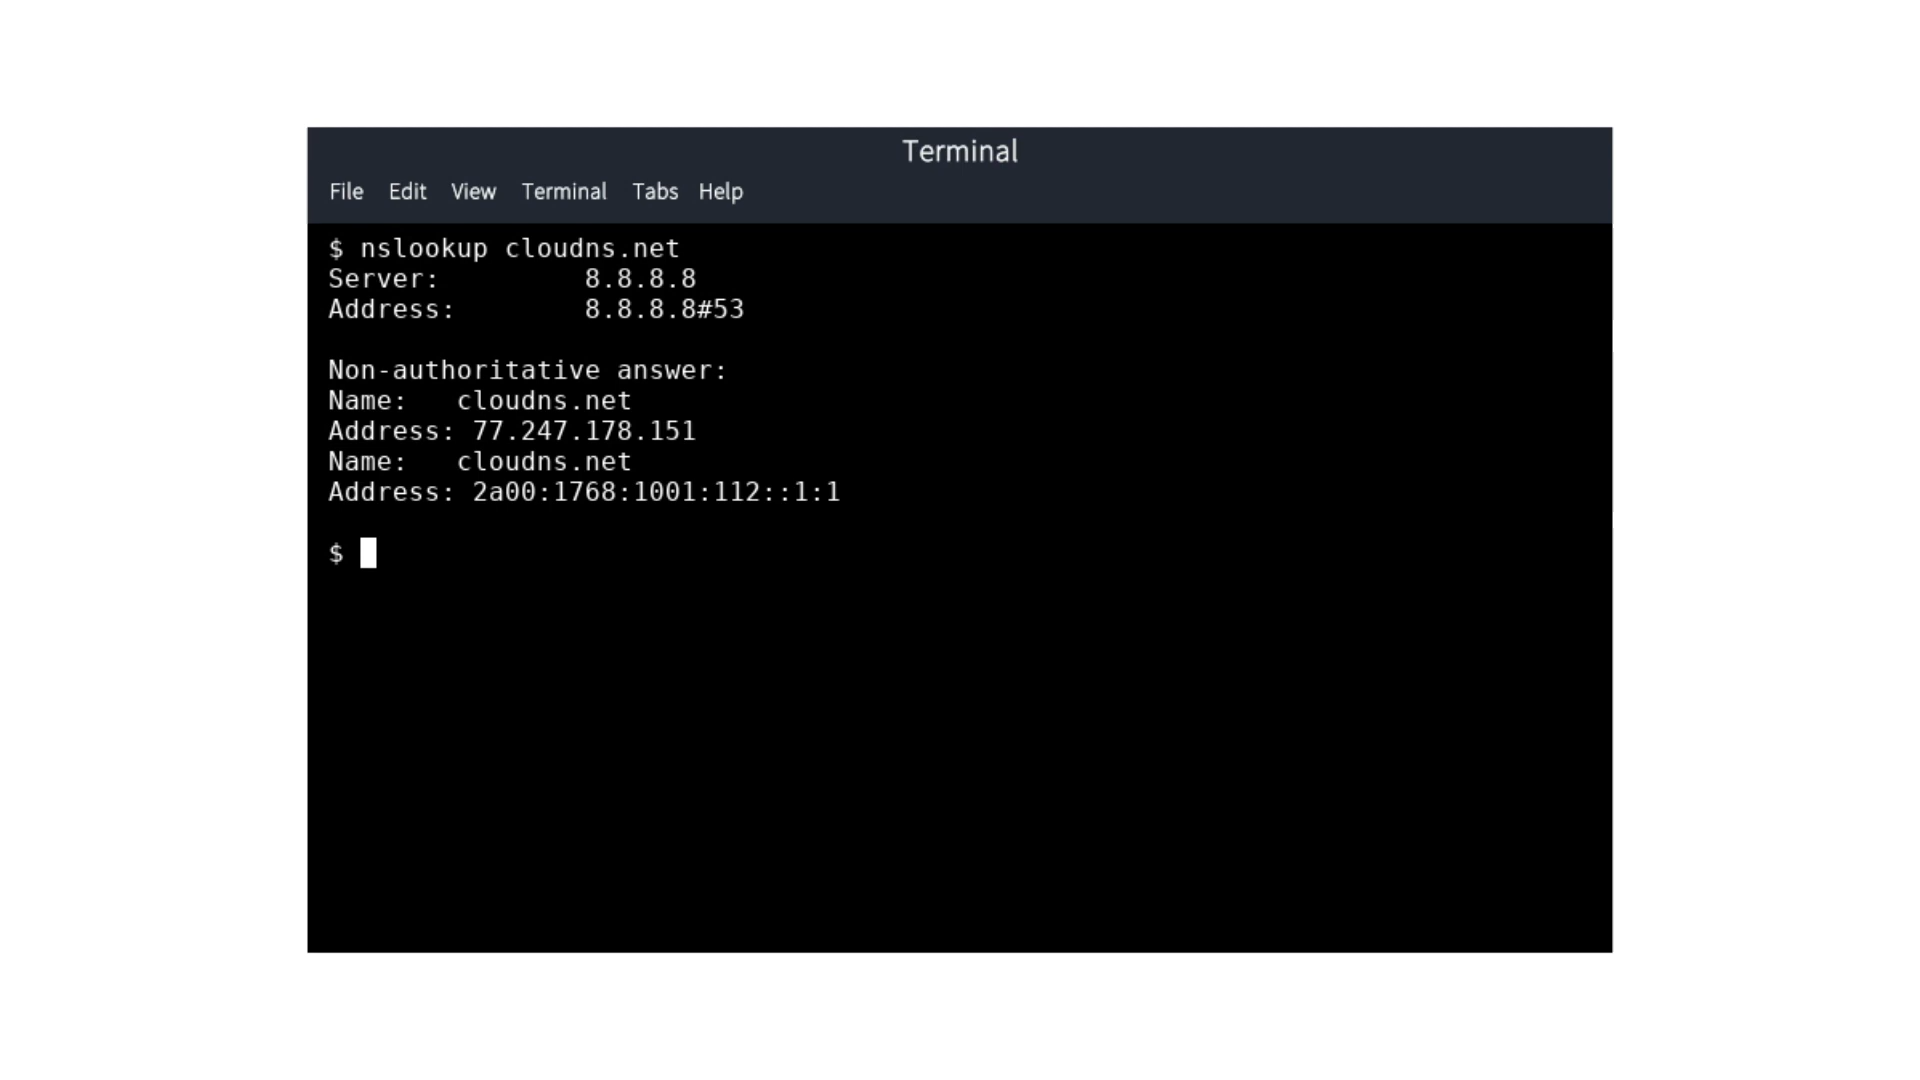 Terminal
File Edit View Terminal Tabs Help
$ nslookup cloudns.net
Server:         8.8.8.8
Address:        8.8.8.8#53
Non-authoritative answer:
Name:   cloudns.net
Address: 77.247.178.151
Name:   cloudns.net
Address: 2a00:1768:1001:112::1:1
$